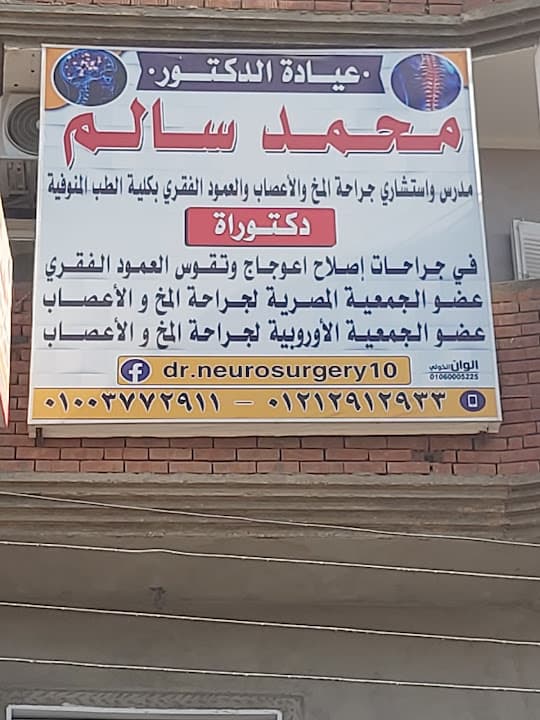 عيادة الدكتور
محمد سالم
مدرس واستشاري جراحة المخ والأعصاب والعمود الفقري بكلية الطب المنوفية
دكتوراة
في جراحات إصلاح اعوجاج وتقوس العمود الفقري
عضو الجمعية المصرية لجراحة المخ و الأعصاب
عضو الجمعية الأوروبية لجراحة المخ و الأعصاب
dr.neurosurgery10
الوان الخولي
01060005225
٠١٠٠٣٧٧٢٩١١ – ٠١٢١٢٩١٢٩٣٣